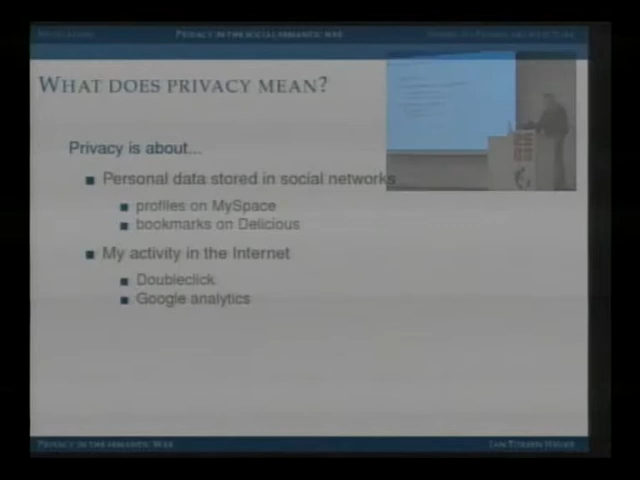 PRIVACY IN THE SOCIAL SEMANTIC WEB
WHAT DOES PRIVACY MEAN?
Privacy is about...
Personal data stored in social networks
profiles on MySpace
bookmarks on Delicious
My activity in the Internet
Doubleclick
Google analytics
PRIVACY IN THE SEMANTIC WEB